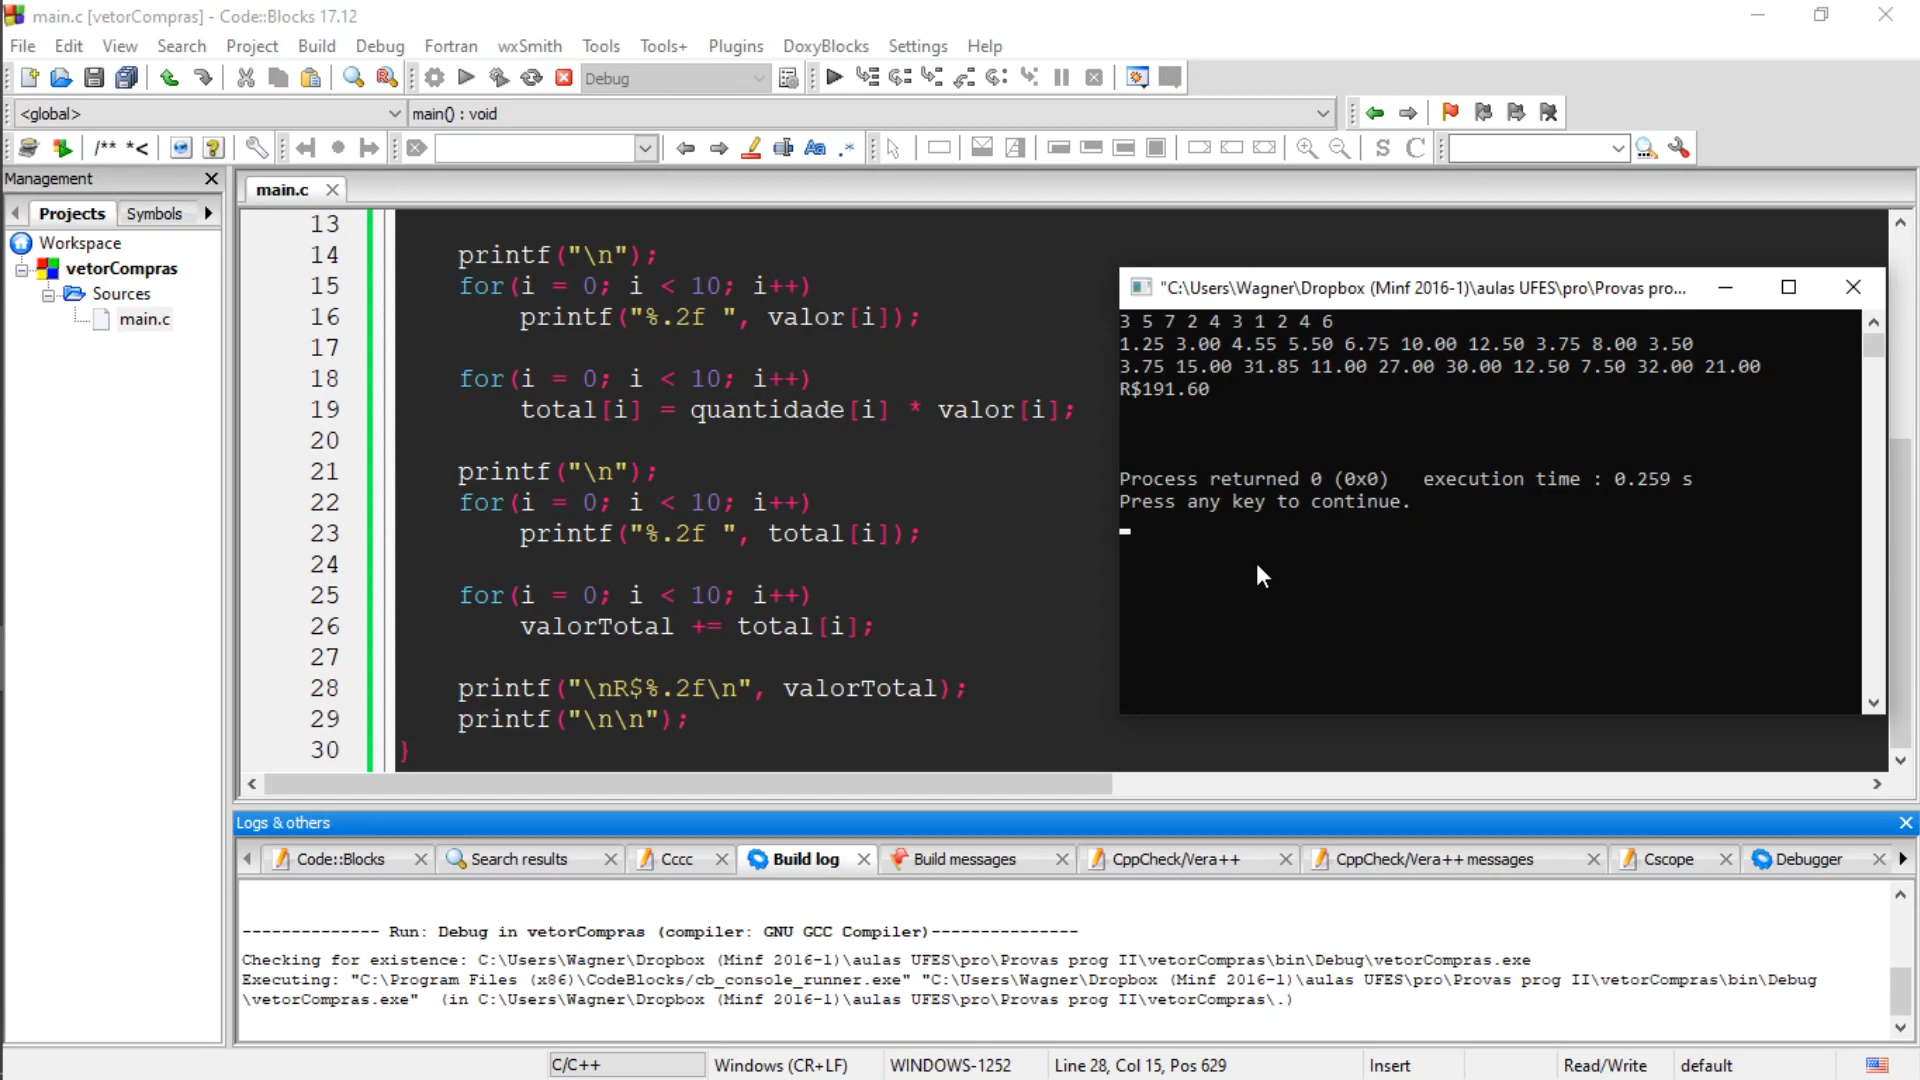 main.c [vetorCompras] - Code::Blocks 17.12
File Edit View Search Project Build Debug Fortran wxSmith Tools Tools+ Plugins DoxyBlocks Settings Help
Debug
<global> main() : void
/** *<
Aa .* S C
Management
main.c
Projects Symbols
Workspace
vetorCompras
Sources
main.c
13
14 printf("\n");
15 for(i = 0; i < 10; i++)
16 printf("%.2f ", valor[i]);
17
18 for(i = 0; i < 10; i++)
19 total[i] = quantidade[i] * valor[i];
20
21 printf("\n");
22 for(i = 0; i < 10; i++)
23 printf("%.2f ", total[i]);
24
25 for(i = 0; i < 10; i++)
26 valorTotal += total[i];
27
28 printf("\nR$%.2f\n", valorTotal);
29 printf("\n\n");
30 }
"C:\Users\Wagner\Dropbox (Minf 2016-1)\aulas UFES\pro\Provas pro...
3 5 7 2 4 3 1 2 4 6
1.25 3.00 4.55 5.50 6.75 10.00 12.50 3.75 8.00 3.50
3.75 15.00 31.85 11.00 27.00 30.00 12.50 7.50 32.00 21.00
R$191.60
Process returned 0 (0x0)   execution time : 0.259 s
Press any key to continue.
Logs & others
Code::Blocks Search results Cccc Build log Build messages CppCheck/Vera++ CppCheck/Vera++ messages Cscope Debugger
-------------- Run: Debug in vetorCompras (compiler: GNU GCC Compiler)---------------
Checking for existence: C:\Users\Wagner\Dropbox (Minf 2016-1)\aulas UFES\pro\Provas prog II\vetorCompras\bin\Debug\vetorCompras.exe
Executing: "C:\Program Files (x86)\CodeBlocks/cb_console_runner.exe" "C:\Users\Wagner\Dropbox (Minf 2016-1)\aulas UFES\pro\Provas prog II\vetorCompras\bin\Debug
\vetorCompras.exe"  (in C:\Users\Wagner\Dropbox (Minf 2016-1)\aulas UFES\pro\Provas prog II\vetorCompras\.)
C/C++ Windows (CR+LF) WINDOWS-1252 Line 28, Col 15, Pos 629 Insert Read/Write default